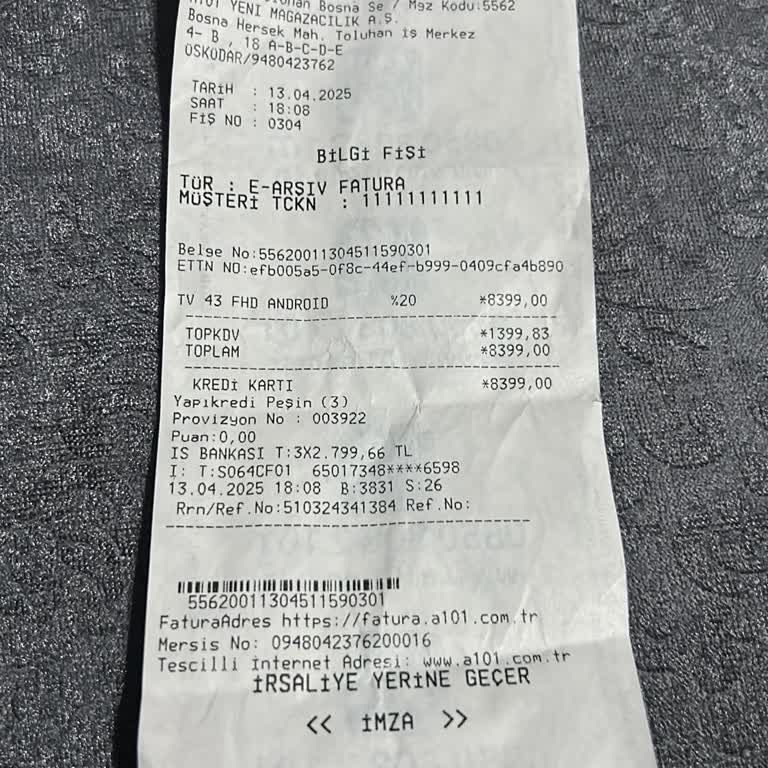 Bosna Se / Mgz Kodu:5562
A101 YENİ MAĞAZACILIK A.Ş.
Bosna Hersek Mah. Toluhan İş Merkez
4- B , 18 A-B-C-D-E
ÜSKÜDAR/9480423762
TARİH : 13.04.2025
SAAT : 18:08
FİŞ NO : 0304
BİLGİ FİŞİ
TÜR : E-ARŞIV FATURA
MÜŞTERİ TCKN : 11111111111
Belge No:55620011304511590301
ETTN NO:efb005a5-0f8c-44ef-b999-0409cfa4b890
TV 43 FHD ANDROID %20 *8399,00
TOPKDV *1399,83
TOPLAM *8399,00
KREDİ KARTI *8399,00
Yapıkredi Peşin (3)
Provizyon No : 003922
Puan:0,00
IS BANKASI T:3X2.799,66 TL
I: T:S064CF01 65017348****6598
13.04.2025 18:08 B:3831 S:26
Rrn/Ref.No:510324341384 Ref.No:
55620011304511590301
FaturaAdres https://fatura.a101.com.tr
Mersis No: 0948042376200016
Tescilli İnternet Adresi: www.a101.com.tr
İRSALİYE YERİNE GEÇER
<< İMZA >>